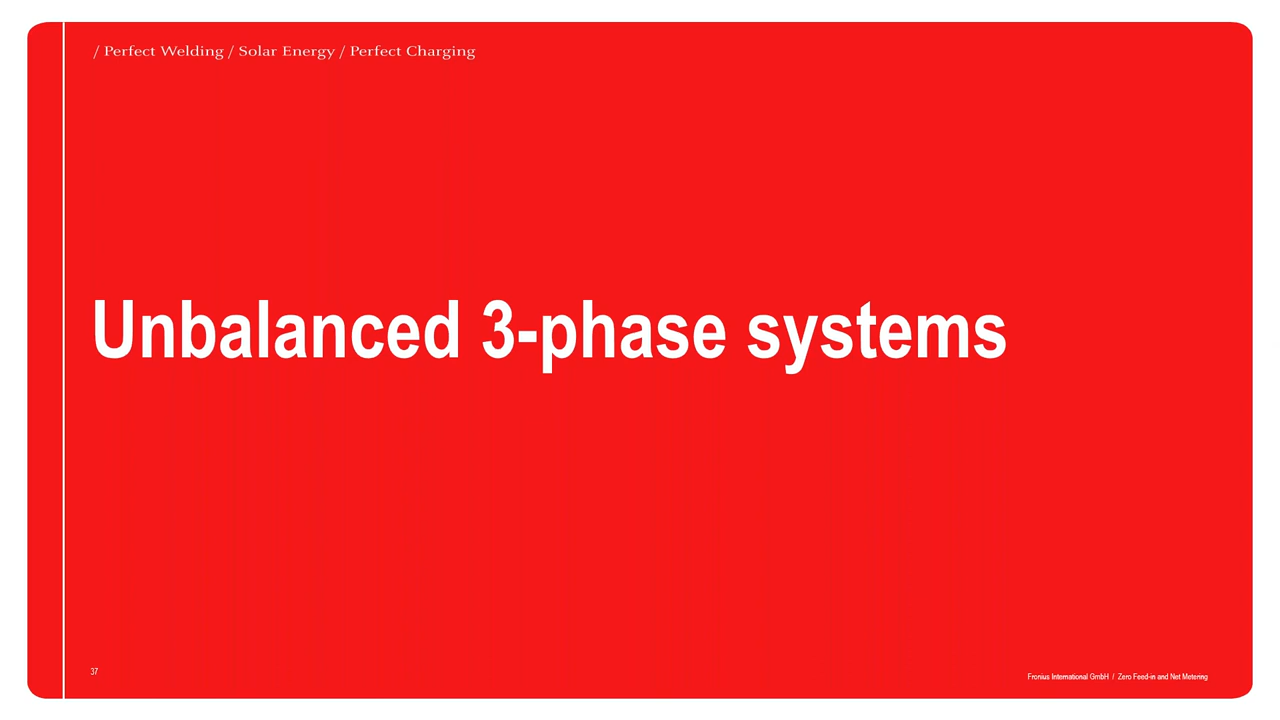 / Perfect Welding / Solar Energy / Perfect Charging
Unbalanced 3-phase systems
37
Fronius International GmbH / Zero Feed-in and Net Metering